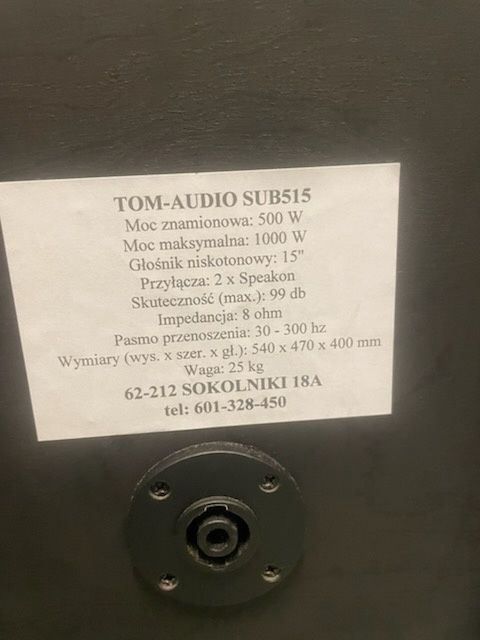 TOM-AUDIO SUB515
Moc znamionowa: 500 W
Moc maksymalna: 1000 W
Głośnik niskotonowy: 15"
Przyłącza: 2 x Speakon
Skuteczność (max.): 99 db
Impedancja: 8 ohm
Pasmo przenoszenia: 30 - 300 hz
Wymiary (wys. x szer. x gł.): 540 x 470 x 400 mm
Waga: 25 kg
62-212 SOKOLNIKI 18A
tel: 601-328-450